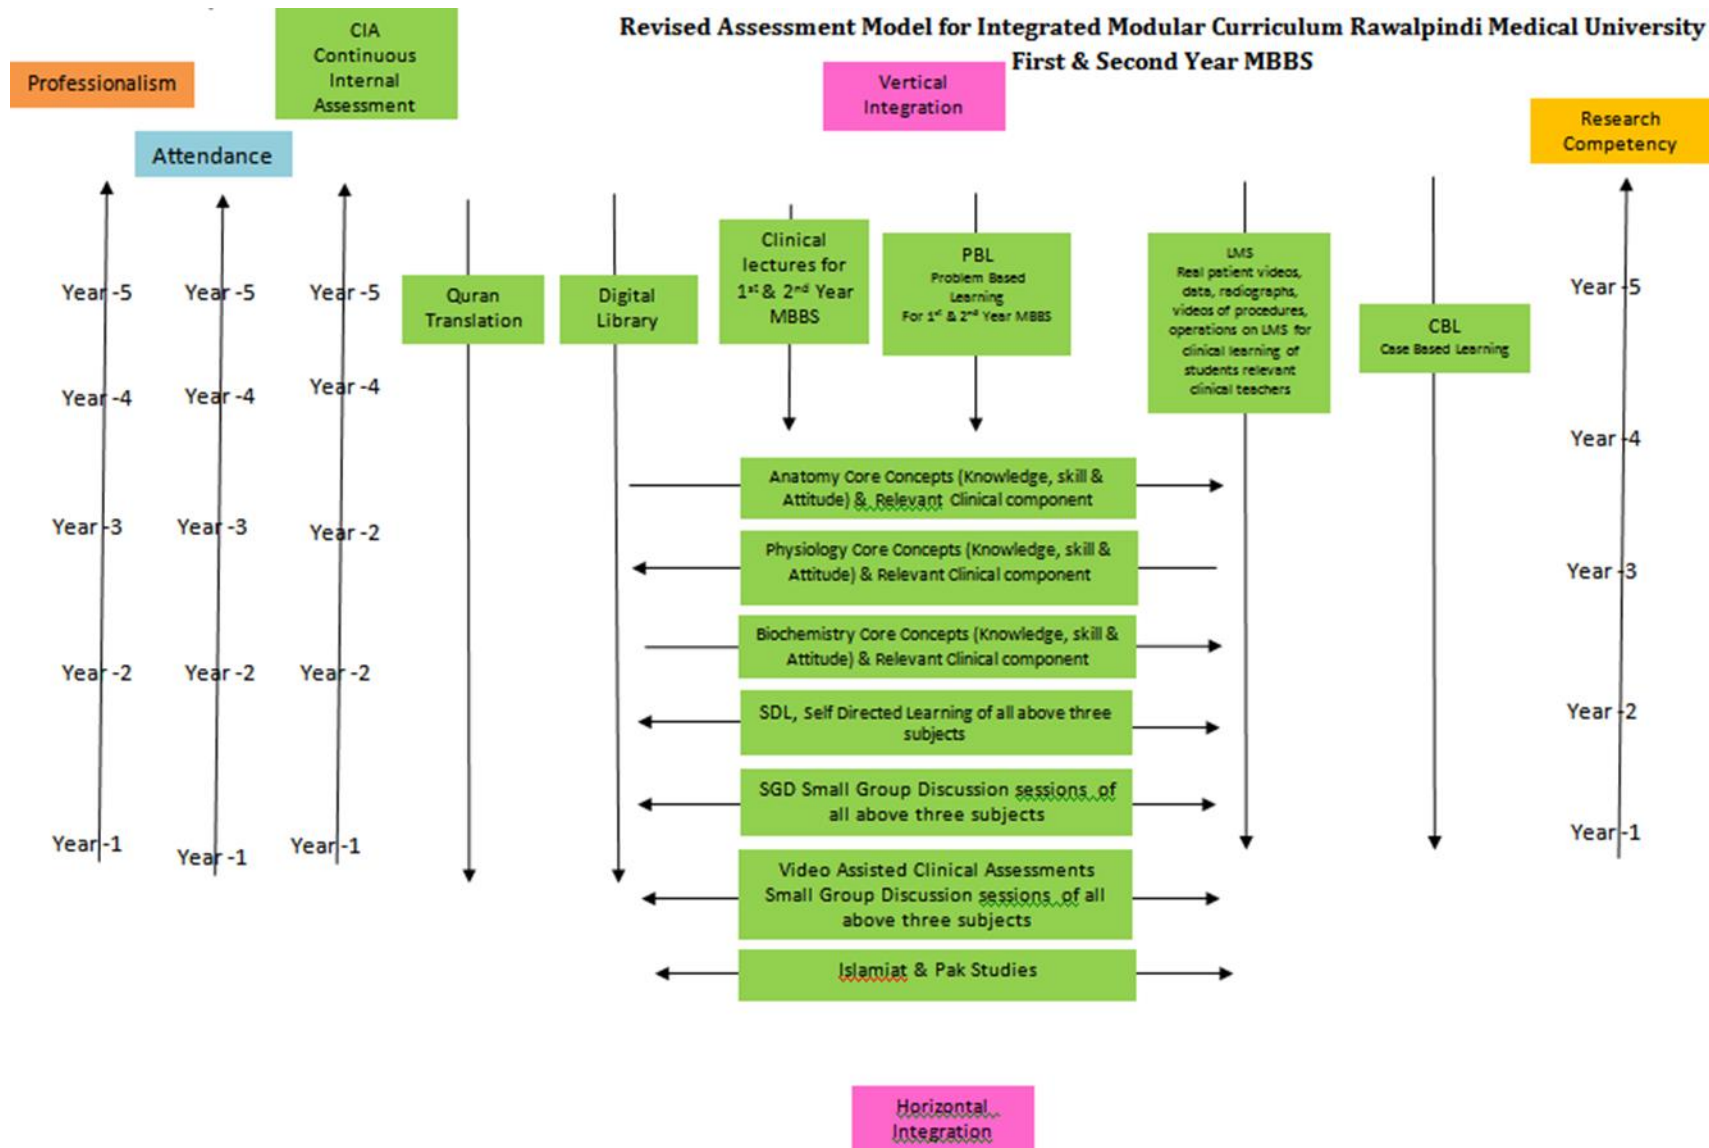 Revised Assessment Model for Integrated Modular Curriculum Rawalpindi Medical University
First & Second Year MBBS
Professionalism
Attendance
CIA
Continuous
Internal
Assessment
Vertical
Integration
Research
Competency
Year -5
Year -4
Year -3
Year -2
Year -1
Year -5
Year -4
Year -3
Year -2
Year -1
Year -5
Year -4
Year -2
Year -2
Year -1
Quran
Translation
Digital
Library
Clinical
lectures for
1st & 2nd Year
MBBS
PBL
Problem Based
Learning
For 1st & 2nd Year MBBS
LMS
Real patient videos,
data, radiographs,
videos of procedures,
operations on LMS for
clinical learning of
students relevant
clinical teachers
CBL
Case Based Learning
Year -5
Year -4
Year -3
Year -2
Year -1
Anatomy Core Concepts (Knowledge, skill &
Attitude) & Relevant Clinical component
Physiology Core Concepts (Knowledge, skill &
Attitude) & Relevant Clinical component
Biochemistry Core Concepts (Knowledge, skill &
Attitude) & Relevant Clinical component
SDL, Self Directed Learning of all above three
subjects
SGD Small Group Discussion sessions of
all above three subjects
Video Assisted Clinical Assessments
Small Group Discussion sessions of all
above three subjects
Islamiat & Pak Studies
Horizontal
Integration